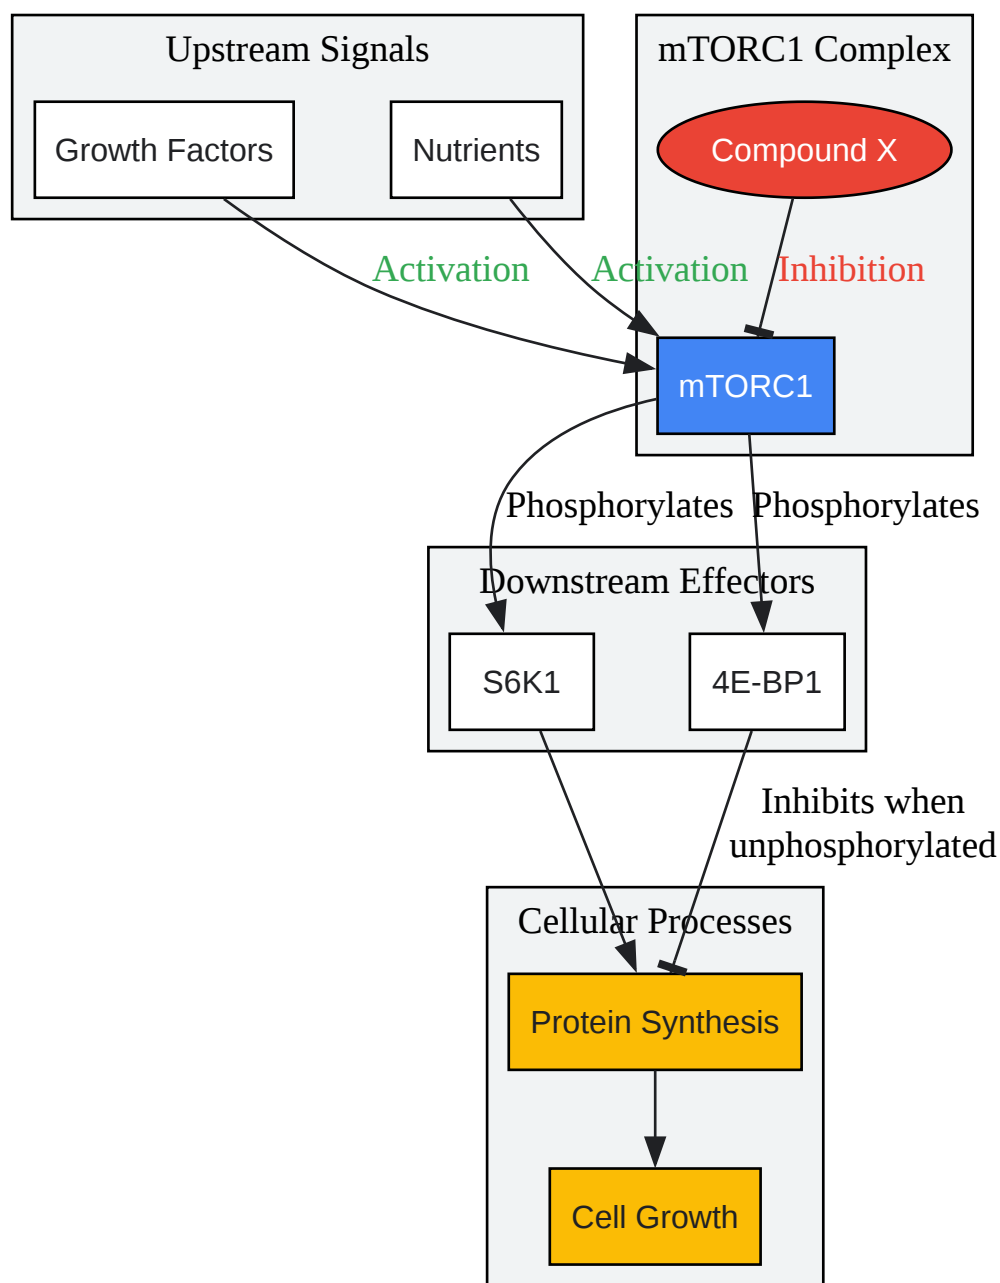 Upstream Signals
mTORC1 Complex
Growth Factors
Nutrients
Compound X
Activation
Activation
Inhibition
mTORC1
Phosphorylates
Phosphorylates
Downstream Effectors
S6K1
4E-BP1
Inhibits when
unphosphorylated
Cellular Processes
Protein Synthesis
Cell Growth